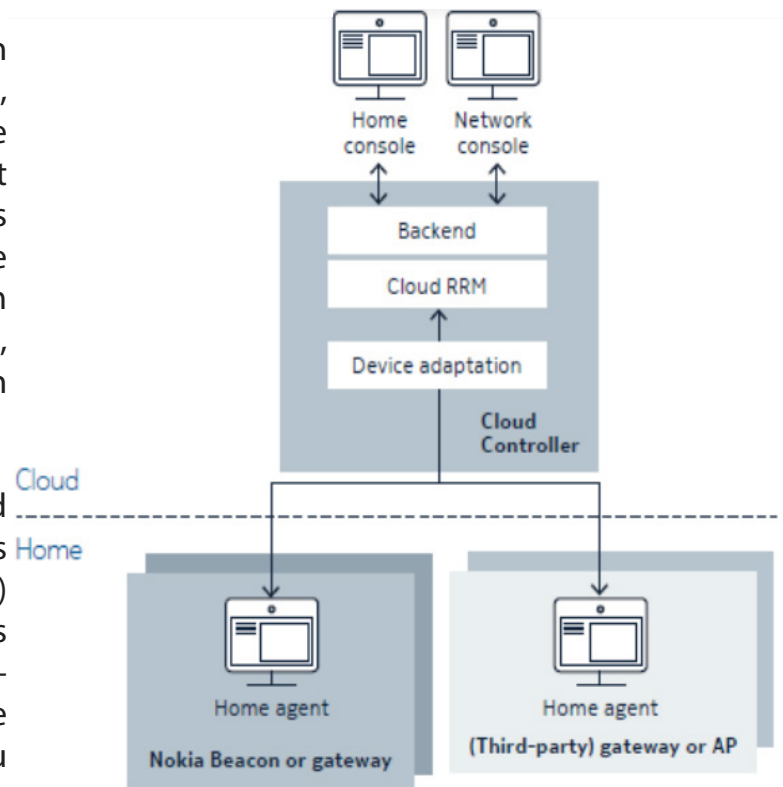 Home console
Network console
Backend
Cloud RRM
Device adaptation
Cloud Controller
Cloud
Home
Home agent
Nokia Beacon or gateway
Home agent
(Third-party) gateway or AP